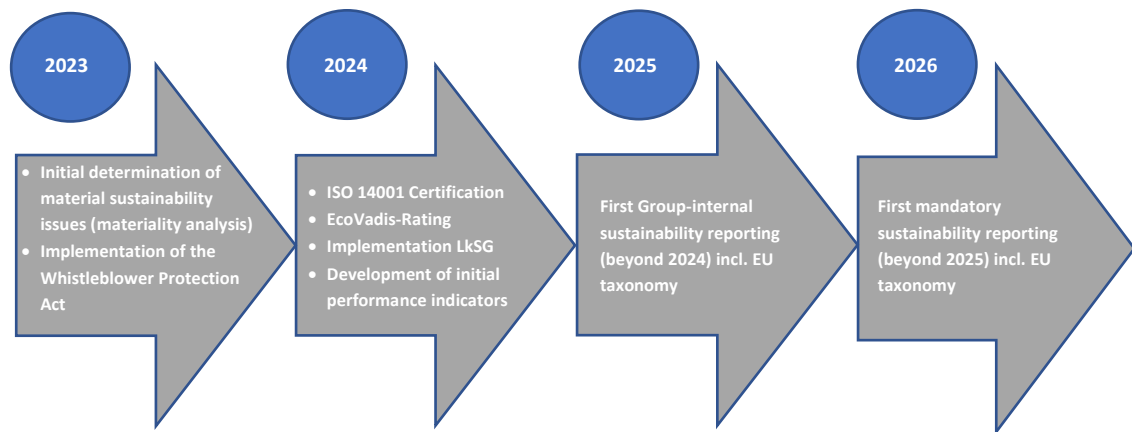 2023
• Initial determination of
material sustainability
issues (materiality analysis)
• Implementation of the
Whistleblower Protection
Act
2024
• ISO 14001 Certification
• EcoVadis-Rating
• Implementation LkSG
• Development of initial
performance indicators
2025
First Group-internal
sustainability reporting
(beyond 2024) incl. EU
taxonomy
2026
First mandatory
sustainability reporting
(beyond 2025) incl. EU
taxonomy